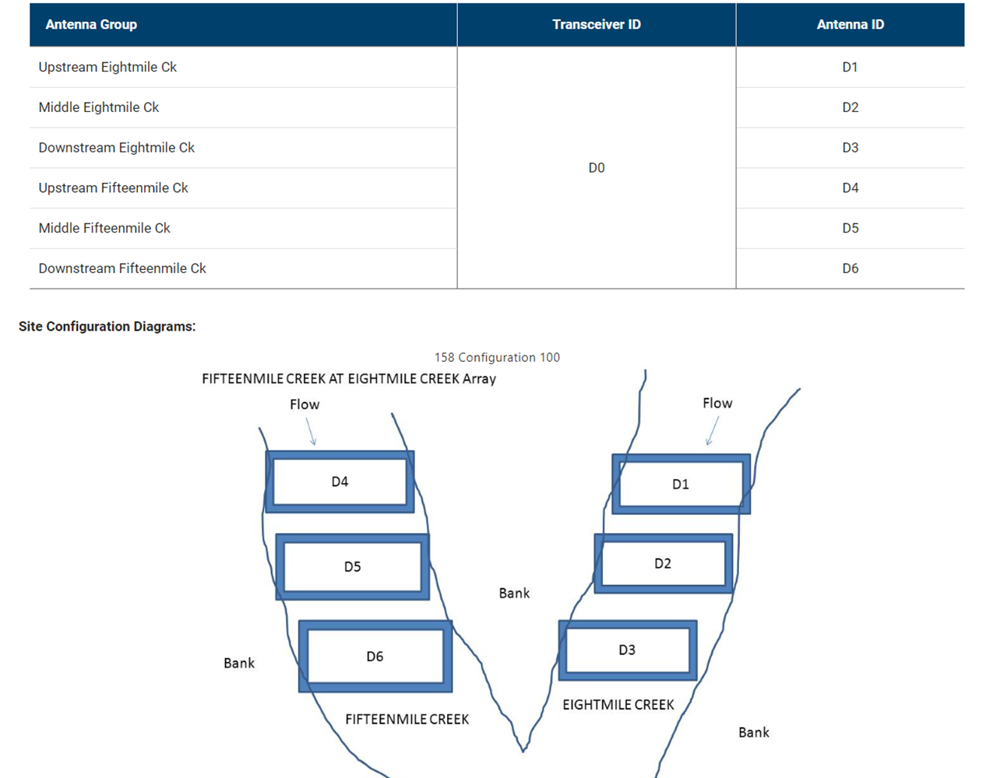 Antenna Group Transceiver ID Antenna ID
Upstream Eightmile Ck D1
Middle Eightmile Ck D2
Downstream Eightmile Ck D3
D0
Upstream Fifteenmile Ck D4
Middle Fifteenmile Ck D5
Downstream Fifteenmile Ck D6
Site Configuration Diagrams:
158 Configuration 100
FIFTEENMILE CREEK AT EIGHTMILE CREEK Array
Flow Flow
D4 D1
D5 D2
Bank
D6 D3
Bank
EIGHTMILE CREEK
FIFTEENMILE CREEK
Bank